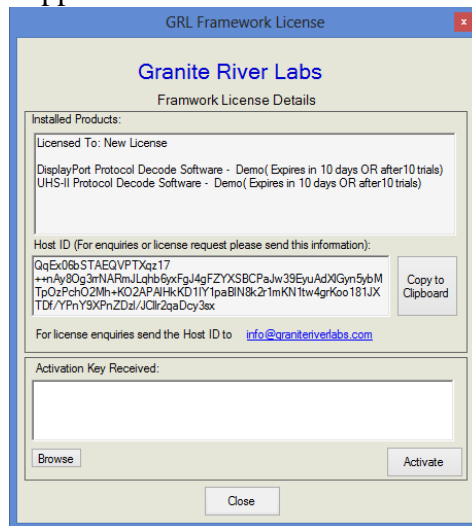 GRL Framework License
x
Granite River Labs
Framwork License Details
Installed Products:
Licensed To: New License
DisplayPort Protocol Decode Software - Demo( Expires in 10 days OR after10 trials)
UHS-II Protocol Decode Software - Demo( Expires in 10 days OR after10 trials)
Host ID (For enquiries or license request please send this information):
QqEx06bSTAEQVPTXqz17
++nAy8Og3rrNARmJLqhb6yxFgJ4gFZYXSBCPaJw39EyuAdXlGyn5ybM
TpOzPchO2Mh+KO2APAlHkKD1IY1paBlN8k2r1mKN1tw4grKoo181JX
TDf/YPnY9XPnZDzI/JCllr2qaDcy3sx
Copy to
Clipboard
For license enquiries send the Host ID to info@graniteriverlabs.com
Activation Key Received:
Browse
Activate
Close